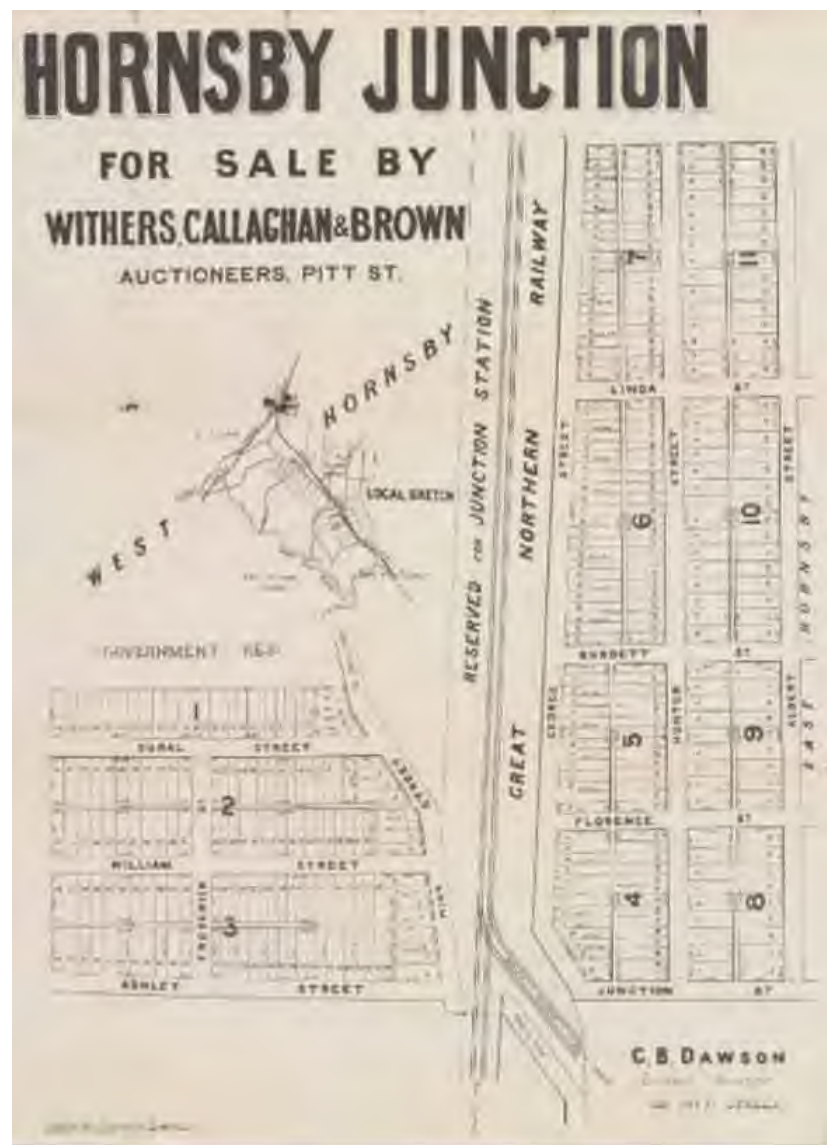 HORNSBY JUNCTION
FOR SALE BY
WITHERS, CALLAGHAN & BROWN
AUCTIONEERS, PITT ST.
WEST HORNSBY
LOCAL SKETCH
RESERVED FOR JUNCTION STATION
GREAT NORTHERN RAILWAY
7
11
LINDA ST
GEORGE STREET
HUNTER STREET
ALBERT STREET
6
10
EAST HORNSBY
BURDETT ST
GOVERNMENT RES
1
DURAL STREET
5
9
STREET
2
FLORENCE ST
WILLIAM STREET
FREDERICK ST
3
4
8
ASHLEY STREET
JUNCTION ST
C. B. DAWSON